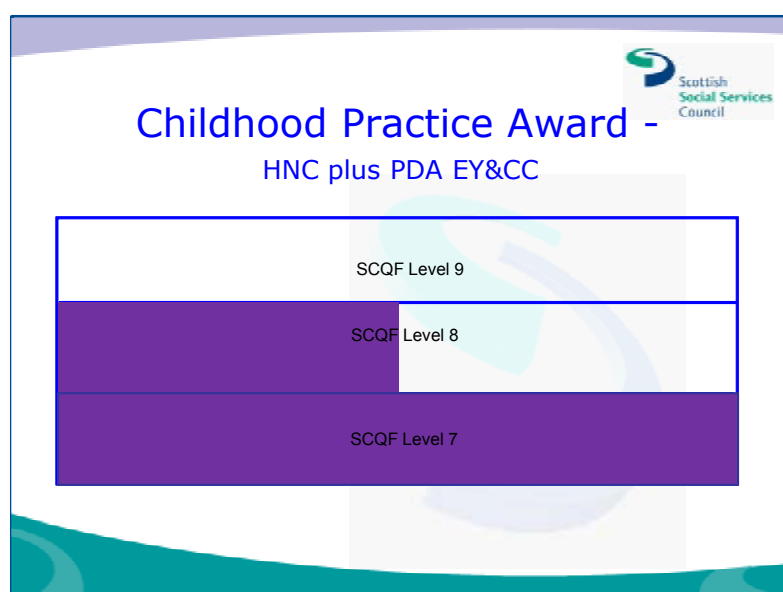 Scottish
Social Services
Council
Childhood Practice Award -
HNC plus PDA EY&CC
SCQF Level 9
SCQF Level 8
SCQF Level 7